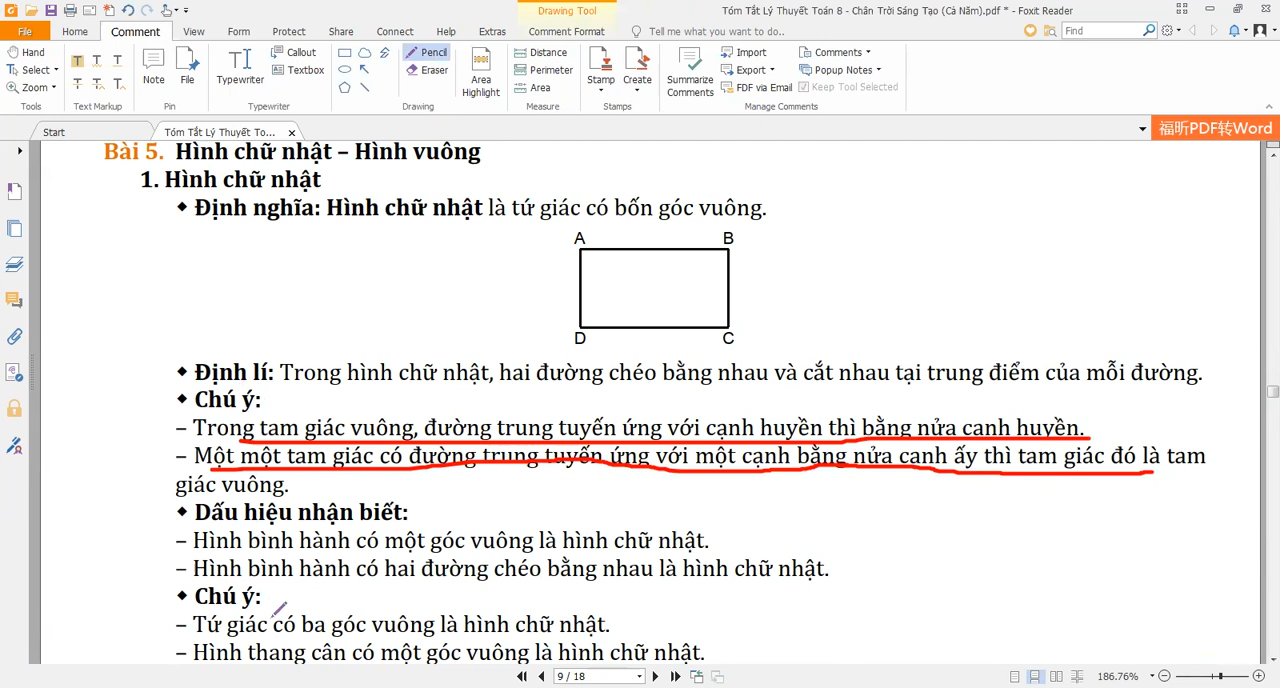 Drawing Tool
Tóm Tắt Lý Thuyết Toán 8 - Chân Trời Sáng Tạo (Cả Năm).pdf * - Foxit Reader
File Home Comment View Form Protect Share Connect Help Extras Comment Format Tell me what you want to do.. Find
Hand
Select
Zoom
Tools
Text Markup
Note
File
Pin
Typewriter
Callout
Textbox
Typewriter
Pencil
Eraser
Drawing
Area
Highlight
Distance
Perimeter
Area
Measure
Stamp
Create
Stamps
Summarize
Comments
Import
Export
FDF via Email
Comments
Popup Notes
Keep Tool Selected
Manage Comments
Start
Tóm Tắt Lý Thuyết To...
福昕PDF转Word
Bài 5. Hình chữ nhật – Hình vuông
1. Hình chữ nhật
Định nghĩa: Hình chữ nhật là tứ giác có bốn góc vuông.
A B
D C
Định lí: Trong hình chữ nhật, hai đường chéo bằng nhau và cắt nhau tại trung điểm của mỗi đường.
Chú ý:
– Trong tam giác vuông, đường trung tuyến ứng với cạnh huyền thì bằng nửa cạnh huyền.
– Một một tam giác có đường trung tuyến ứng với một cạnh bằng nửa cạnh ấy thì tam giác đó là tam
giác vuông.
Dấu hiệu nhận biết:
– Hình bình hành có một góc vuông là hình chữ nhật.
– Hình bình hành có hai đường chéo bằng nhau là hình chữ nhật.
Chú ý:
– Tứ giác có ba góc vuông là hình chữ nhật.
– Hình thang cân có một góc vuông là hình chữ nhật.
9 / 18
186.76%